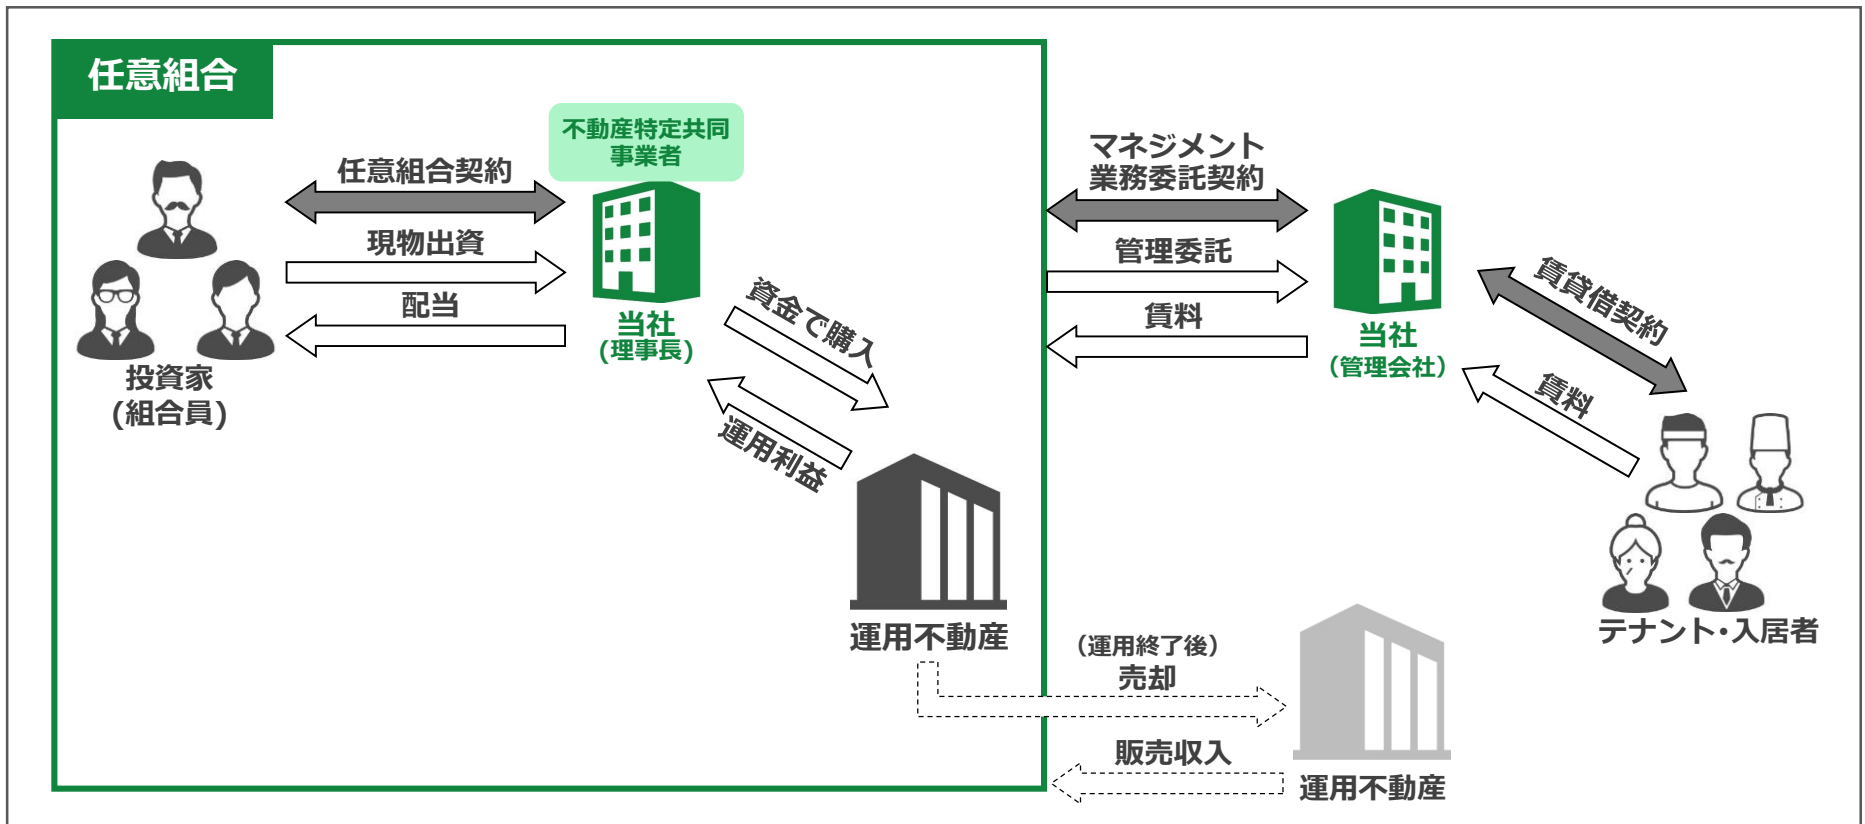 任意組合
不動産特定共同
事業者
任意組合契約
現物出資
配当
投資家
(組合員)
当社
(理事長)
資金で購入
運用利益
運用不動産
マネジメント
業務委託契約
管理委託
賃料
当社
（管理会社）
賃貸借契約
賃料
テナント・入居者
（運用終了後）
売却
販売収入
運用不動産